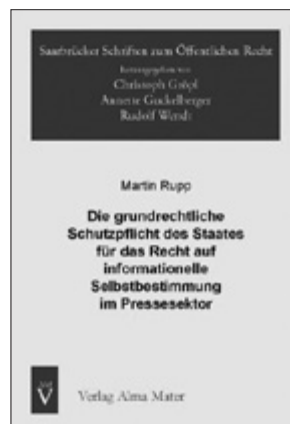 Saarbrücker Schriften zum Öffentlichen Recht
herausgegeben von
Christoph Gröpl
Annette Guckelberger
Rudolf Wendt
Martin Rupp
Die grundrechtliche
Schutzpflicht des Staates
für das Recht auf
informationelle
Selbstbestimmung
im Pressesektor
V
Verlag Alma Mater